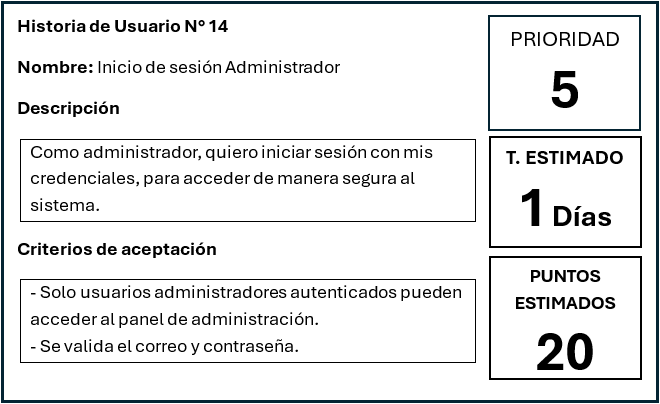 Historia de Usuario N° 14
Nombre: Inicio de sesión Administrador
Descripción
Como administrador, quiero iniciar sesión con mis
credenciales, para acceder de manera segura al
sistema.
Criterios de aceptación
- Solo usuarios administradores autenticados pueden
acceder al panel de administración.
- Se valida el correo y contraseña.
PRIORIDAD
5
T. ESTIMADO
1 Días
PUNTOS
ESTIMADOS
20